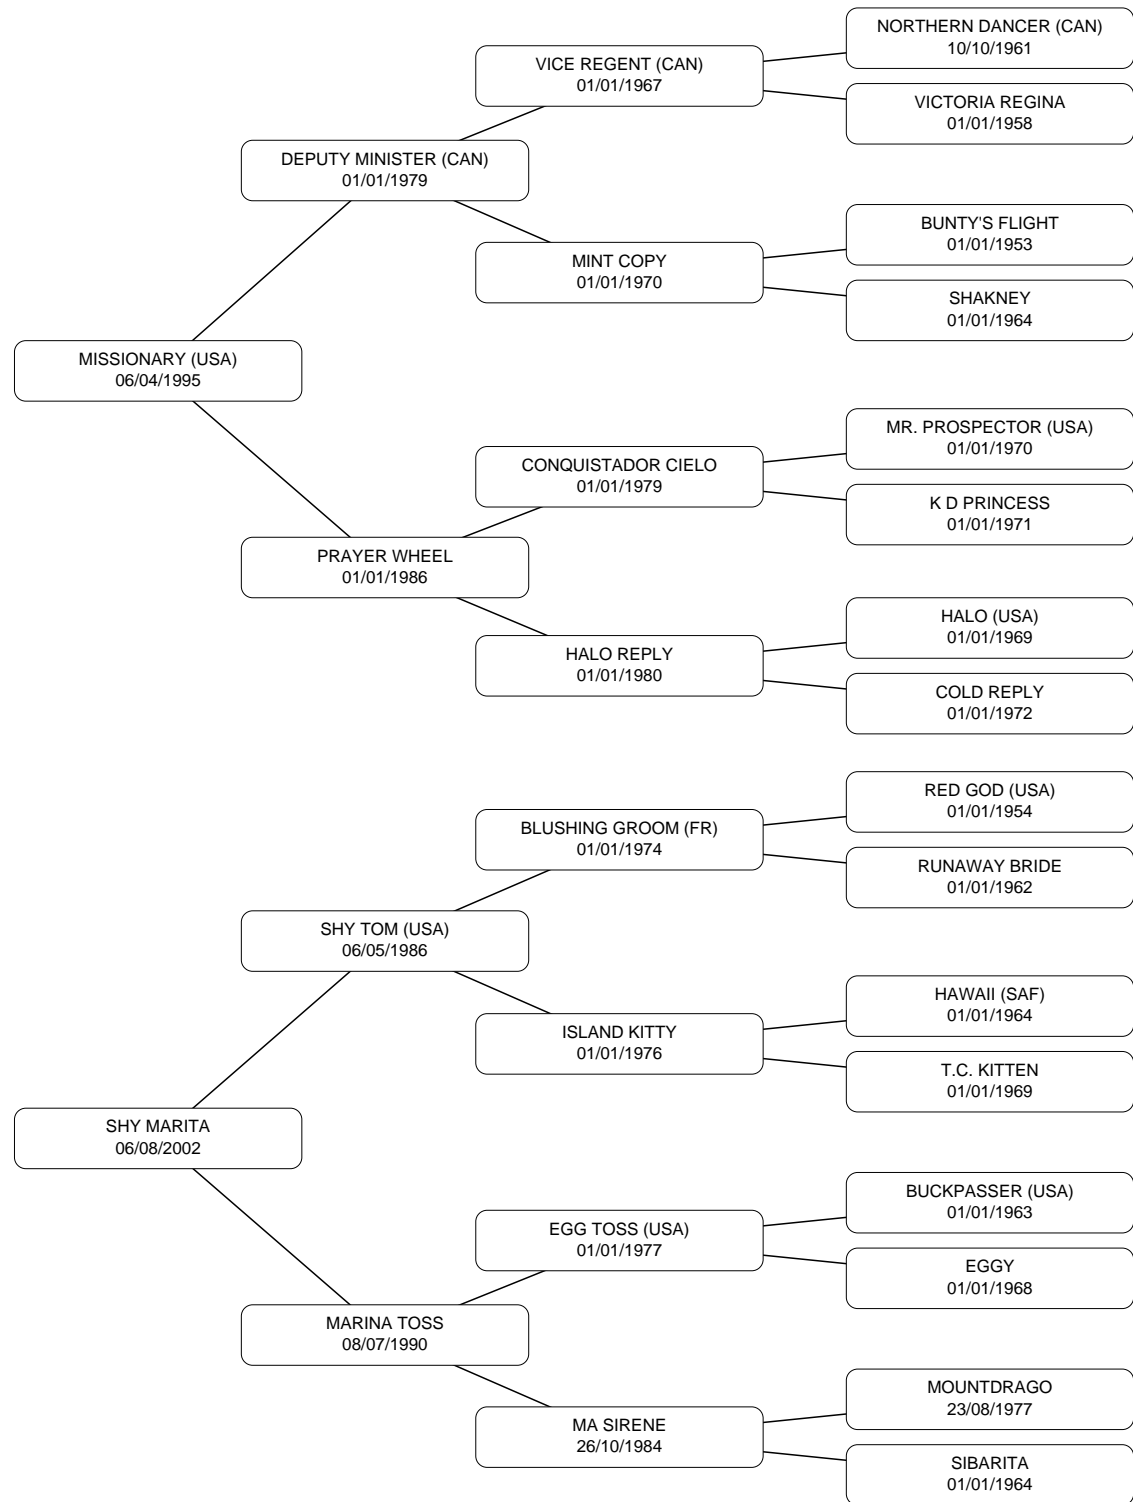 NORTHERN DANCER (CAN)
10/10/1961
VICE REGENT (CAN)
01/01/1967
VICTORIA REGINA
01/01/1958
DEPUTY MINISTER (CAN)
01/01/1979
BUNTY'S FLIGHT
01/01/1953
MINT COPY
01/01/1970
SHAKNEY
01/01/1964
MISSIONARY (USA)
06/04/1995
MR. PROSPECTOR (USA)
01/01/1970
CONQUISTADOR CIELO
01/01/1979
K D PRINCESS
01/01/1971
PRAYER WHEEL
01/01/1986
HALO (USA)
01/01/1969
HALO REPLY
01/01/1980
COLD REPLY
01/01/1972
RED GOD (USA)
01/01/1954
BLUSHING GROOM (FR)
01/01/1974
RUNAWAY BRIDE
01/01/1962
SHY TOM (USA)
06/05/1986
HAWAII (SAF)
01/01/1964
ISLAND KITTY
01/01/1976
T.C. KITTEN
01/01/1969
SHY MARITA
06/08/2002
BUCKPASSER (USA)
01/01/1963
EGG TOSS (USA)
01/01/1977
EGGY
01/01/1968
MARINA TOSS
08/07/1990
MOUNTDRAGO
23/08/1977
MA SIRENE
26/10/1984
SIBARITA
01/01/1964